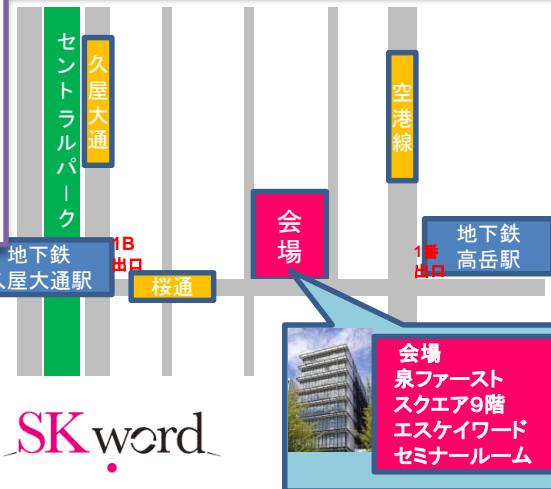 セントラルパーク
久屋大通
空港線
会場
地下鉄
久屋大通駅
1B
出口
桜通
1番
出口
地下鉄
高岳駅
会場
泉ファースト
スクエア9階
エスケイワード
セミナールーム
SK word